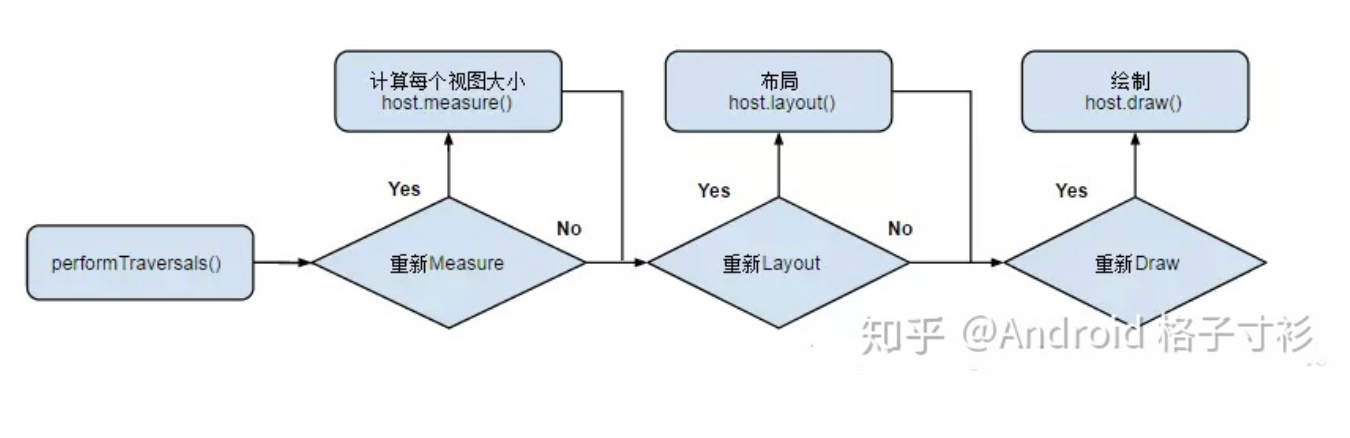 计算每个视图大小
host.measure()
布局
host.layout()
绘制
host.draw()
Yes
Yes
Yes
No
No
performTraversals()
重新Measure
重新Layout
重新Draw
知乎 @Android 格子寸衫